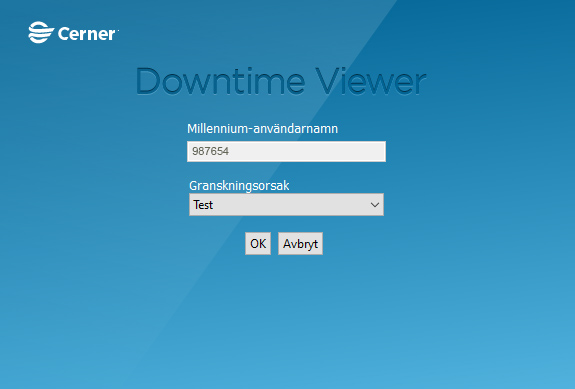 Cerner
Downtime Viewer
Millennium-användarnamn
987654
Granskningsorsak
Test
OK Avbryt